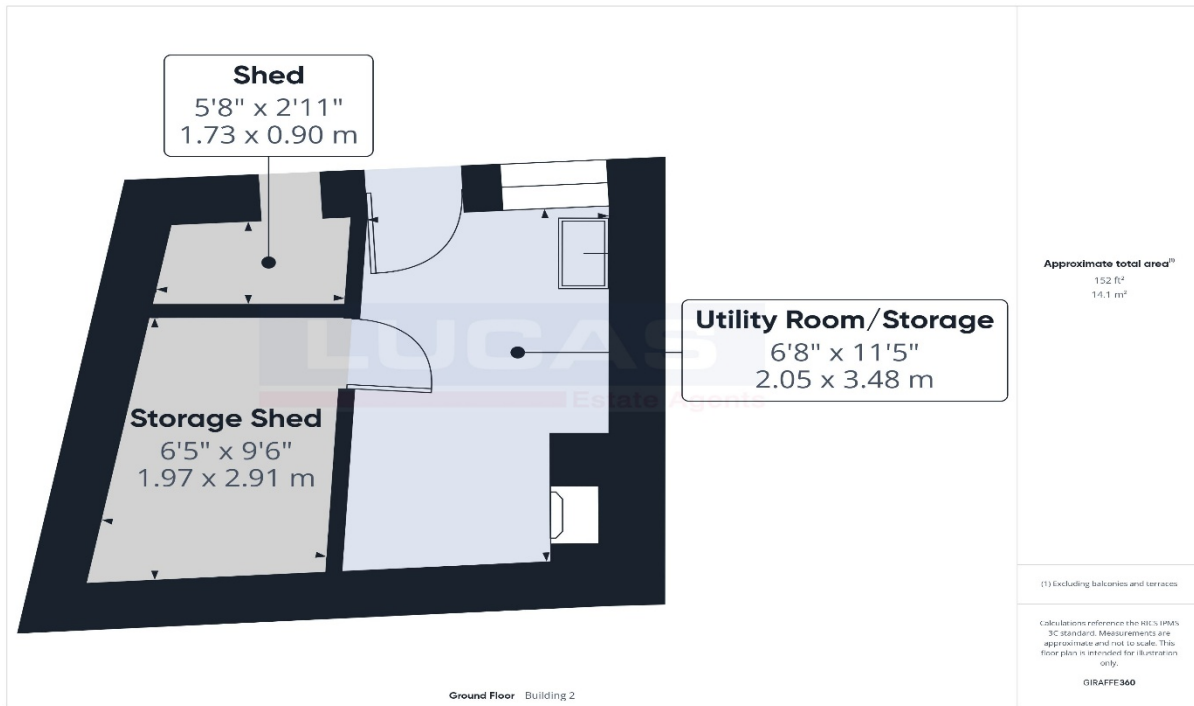 Shed
5'8" x 2'11"
1.73 x 0.90 m
Utility Room/Storage
6'8" x 11'5"
2.05 x 3.48 m
Storage Shed
6'5" x 9'6"
1.97 x 2.91 m
LUCAS
Estate Agents
Ground Floor Building 2
Approximate total area(1)
152 ft²
14.1 m²
(1) Excluding balconies and terraces
Calculations reference the RICS IPMS
3C standard. Measurements are
approximate and not to scale. This
floor plan is intended for illustration
only.
GIRAFFE360